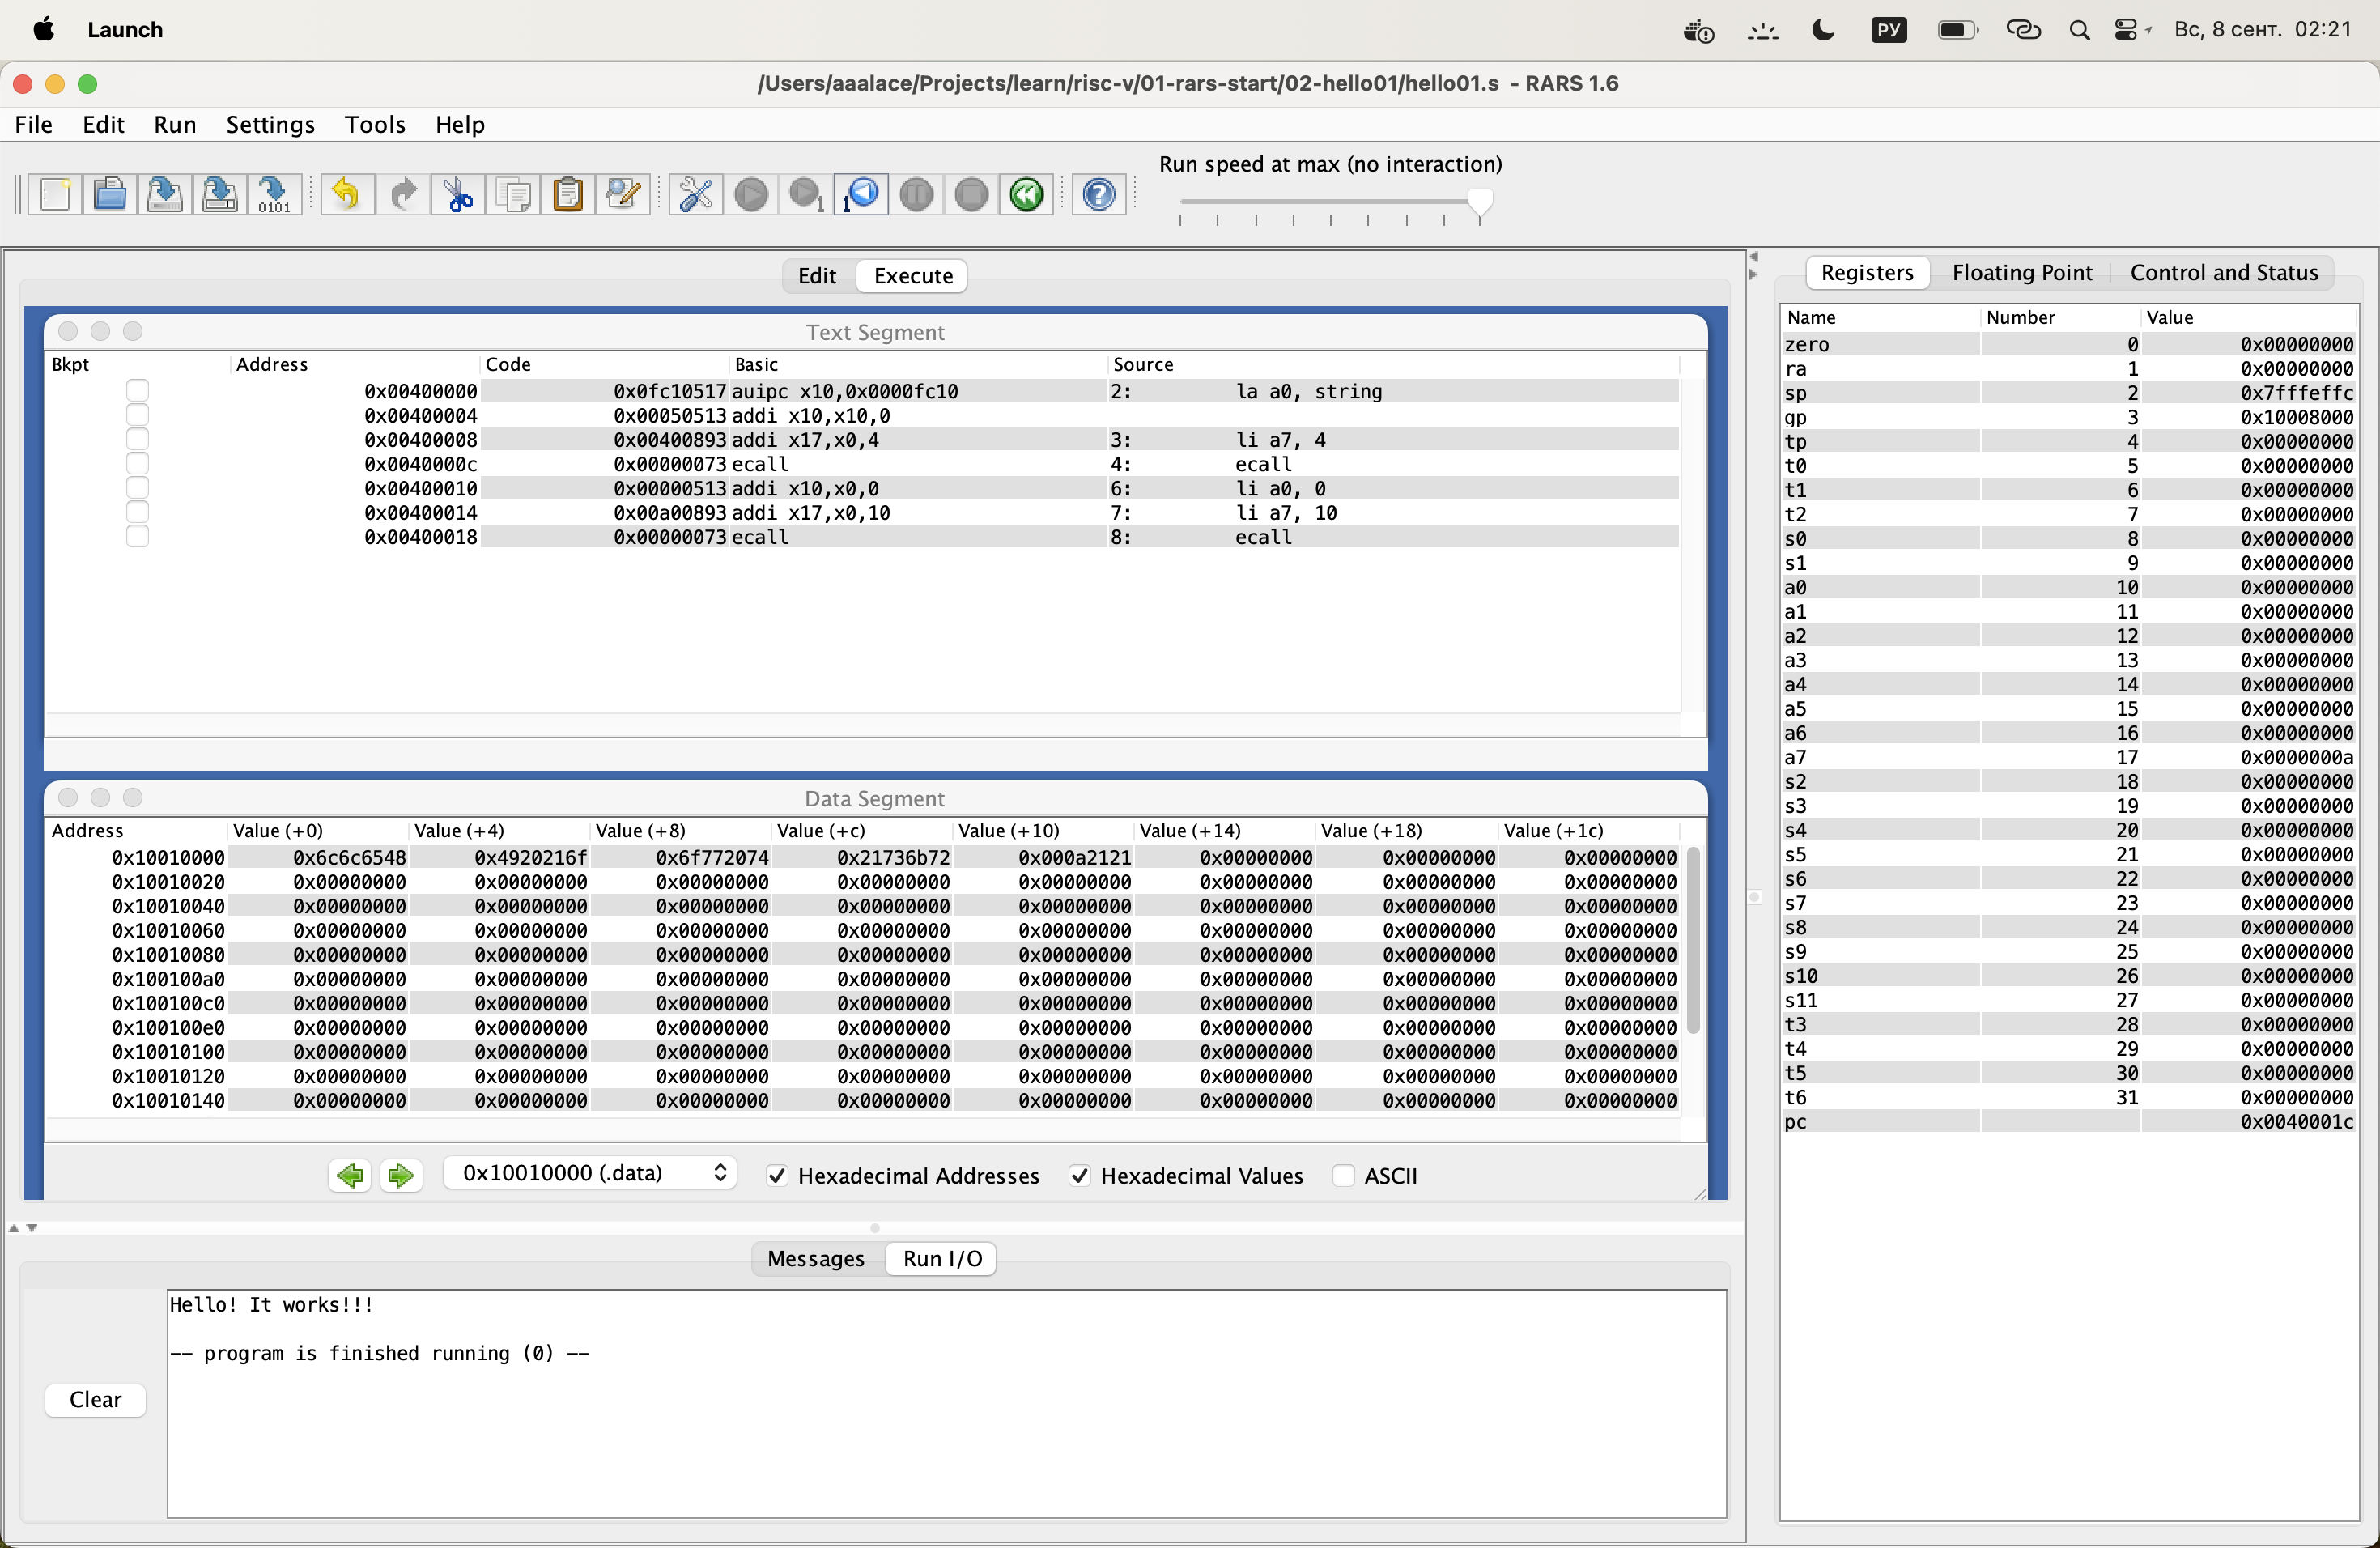 Launch
РУ
Вс, 8 сент. 02:21
/Users/aaalace/Projects/learn/risc-v/01-rars-start/02-hello01/hello01.s - RARS 1.6
File Edit Run Settings Tools Help
Run speed at max (no interaction)
0101
1
1
Edit Execute
Text Segment
Bkpt Address Code Basic Source
0x00400000 0x0fc10517 auipc x10,0x0000fc10 2: la a0, string
0x00400004 0x00050513 addi x10,x10,0
0x00400008 0x00400893 addi x17,x0,4 3: li a7, 4
0x0040000c 0x00000073 ecall 4: ecall
0x00400010 0x00000513 addi x10,x0,0 6: li a0, 0
0x00400014 0x00a00893 addi x17,x0,10 7: li a7, 10
0x00400018 0x00000073 ecall 8: ecall
Data Segment
Address Value (+0) Value (+4) Value (+8) Value (+c) Value (+10) Value (+14) Value (+18) Value (+1c)
0x10010000 0x6c6c6548 0x4920216f 0x6f772074 0x21736b72 0x000a2121 0x00000000 0x00000000 0x00000000
0x10010020 0x00000000 0x00000000 0x00000000 0x00000000 0x00000000 0x00000000 0x00000000 0x00000000
0x10010040 0x00000000 0x00000000 0x00000000 0x00000000 0x00000000 0x00000000 0x00000000 0x00000000
0x10010060 0x00000000 0x00000000 0x00000000 0x00000000 0x00000000 0x00000000 0x00000000 0x00000000
0x10010080 0x00000000 0x00000000 0x00000000 0x00000000 0x00000000 0x00000000 0x00000000 0x00000000
0x100100a0 0x00000000 0x00000000 0x00000000 0x00000000 0x00000000 0x00000000 0x00000000 0x00000000
0x100100c0 0x00000000 0x00000000 0x00000000 0x00000000 0x00000000 0x00000000 0x00000000 0x00000000
0x100100e0 0x00000000 0x00000000 0x00000000 0x00000000 0x00000000 0x00000000 0x00000000 0x00000000
0x10010100 0x00000000 0x00000000 0x00000000 0x00000000 0x00000000 0x00000000 0x00000000 0x00000000
0x10010120 0x00000000 0x00000000 0x00000000 0x00000000 0x00000000 0x00000000 0x00000000 0x00000000
0x10010140 0x00000000 0x00000000 0x00000000 0x00000000 0x00000000 0x00000000 0x00000000 0x00000000
0x10010000 (.data) Hexadecimal Addresses Hexadecimal Values ASCII
Messages Run I/O
Hello! It works!!!
-- program is finished running (0) --
Clear
Registers Floating Point Control and Status
Name Number Value
zero 0 0x00000000
ra 1 0x00000000
sp 2 0x7fffeffc
gp 3 0x10008000
tp 4 0x00000000
t0 5 0x00000000
t1 6 0x00000000
t2 7 0x00000000
s0 8 0x00000000
s1 9 0x00000000
a0 10 0x00000000
a1 11 0x00000000
a2 12 0x00000000
a3 13 0x00000000
a4 14 0x00000000
a5 15 0x00000000
a6 16 0x00000000
a7 17 0x0000000a
s2 18 0x00000000
s3 19 0x00000000
s4 20 0x00000000
s5 21 0x00000000
s6 22 0x00000000
s7 23 0x00000000
s8 24 0x00000000
s9 25 0x00000000
s10 26 0x00000000
s11 27 0x00000000
t3 28 0x00000000
t4 29 0x00000000
t5 30 0x00000000
t6 31 0x00000000
pc 0x0040001c